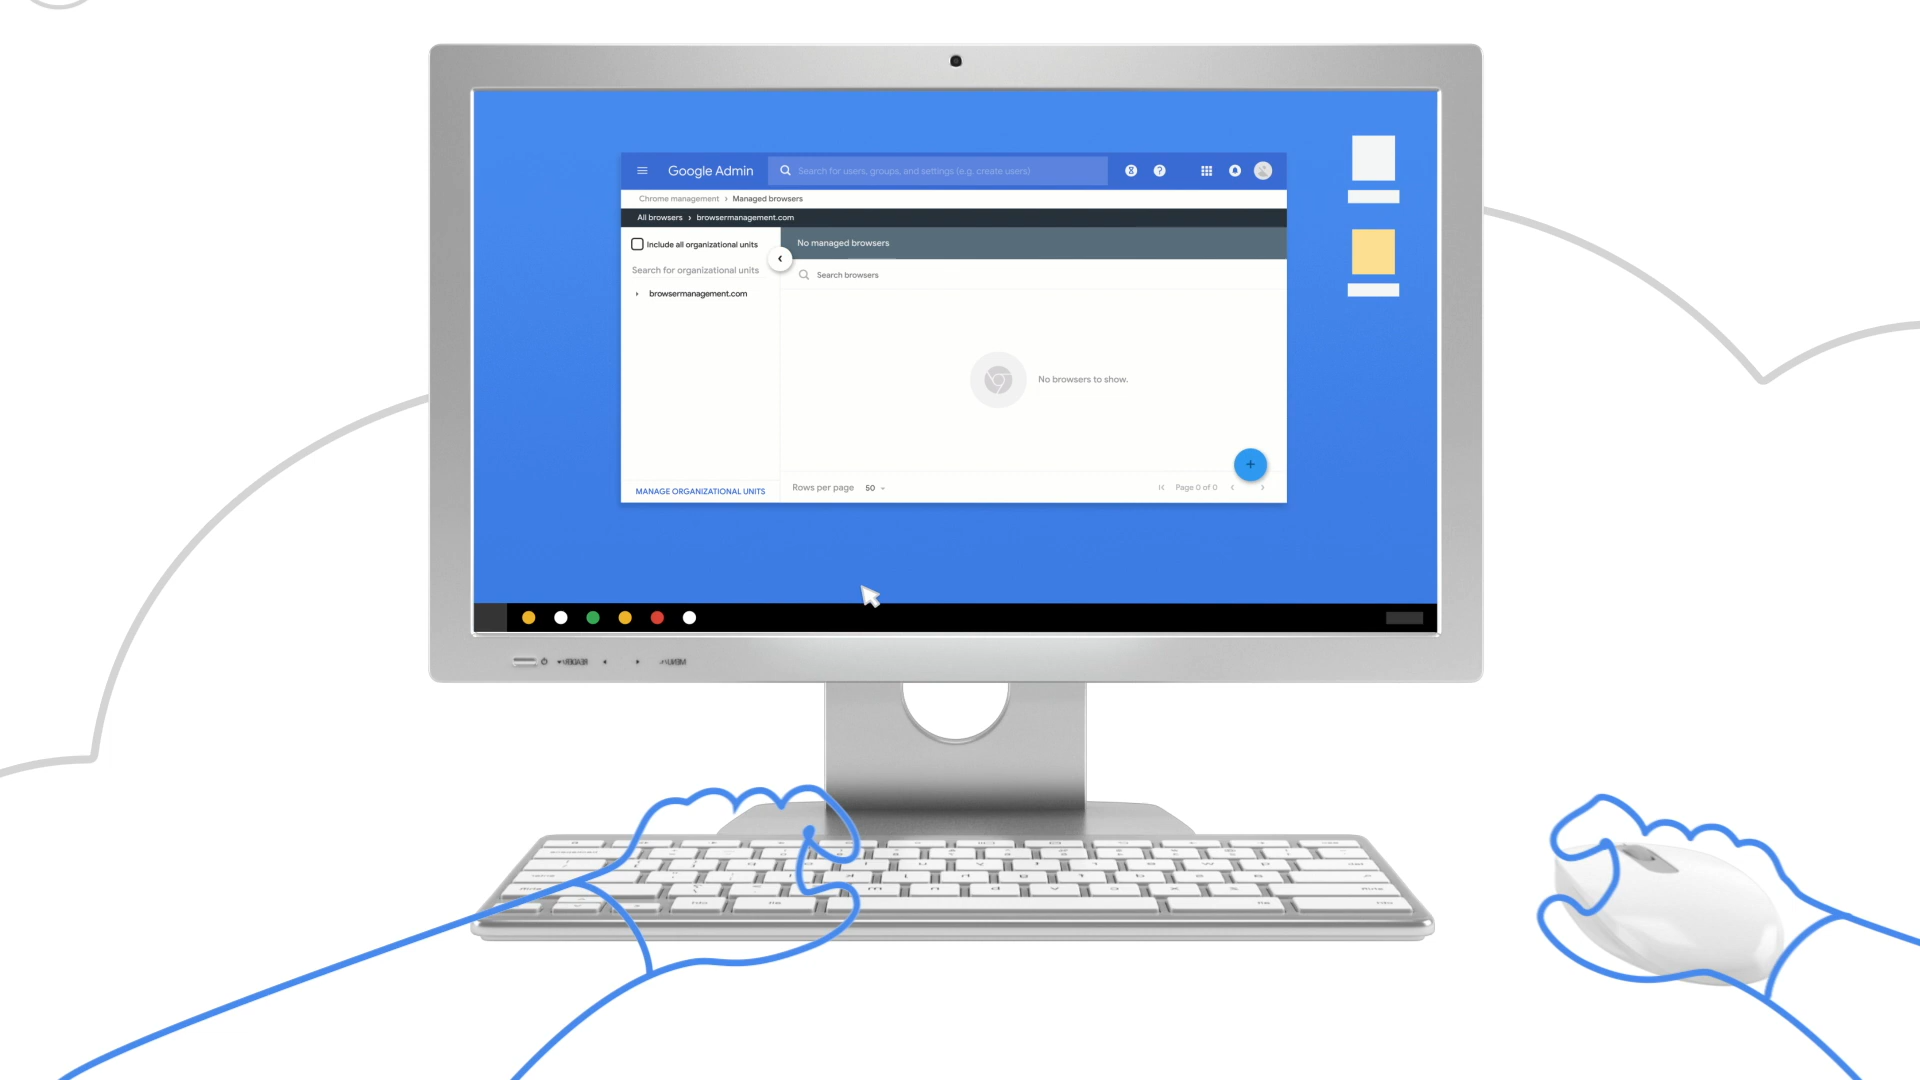 Google Admin
Search for users, groups, and settings (e.g. create users)
Chrome management › Managed browsers
All browsers › browsermanagement.com
Include all organizational units
No managed browsers
Search for organizational units
Search browsers
browsermanagement.com
No browsers to show.
MANAGE ORGANIZATIONAL UNITS
Rows per page 50
Page 0 of 0